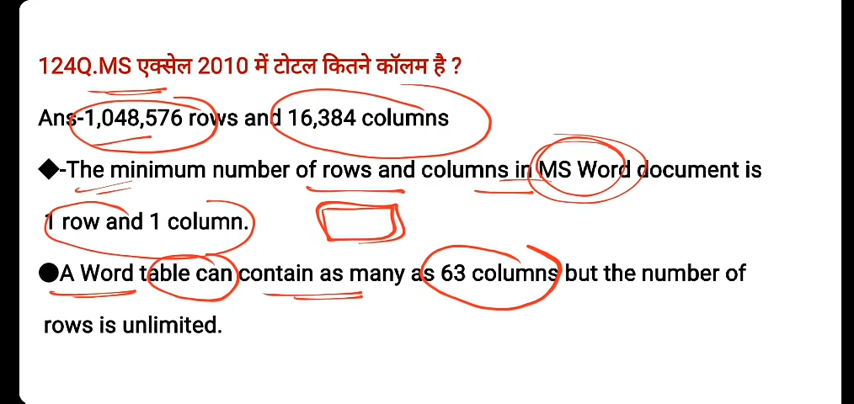 124Q.MS एक्सेल 2010 में टोटल कितने कॉलम है ?
Ans-1,048,576 rows and 16,384 columns
◆-The minimum number of rows and columns in MS Word document is
1 row and 1 column.
●A Word table can contain as many as 63 columns but the number of
rows is unlimited.